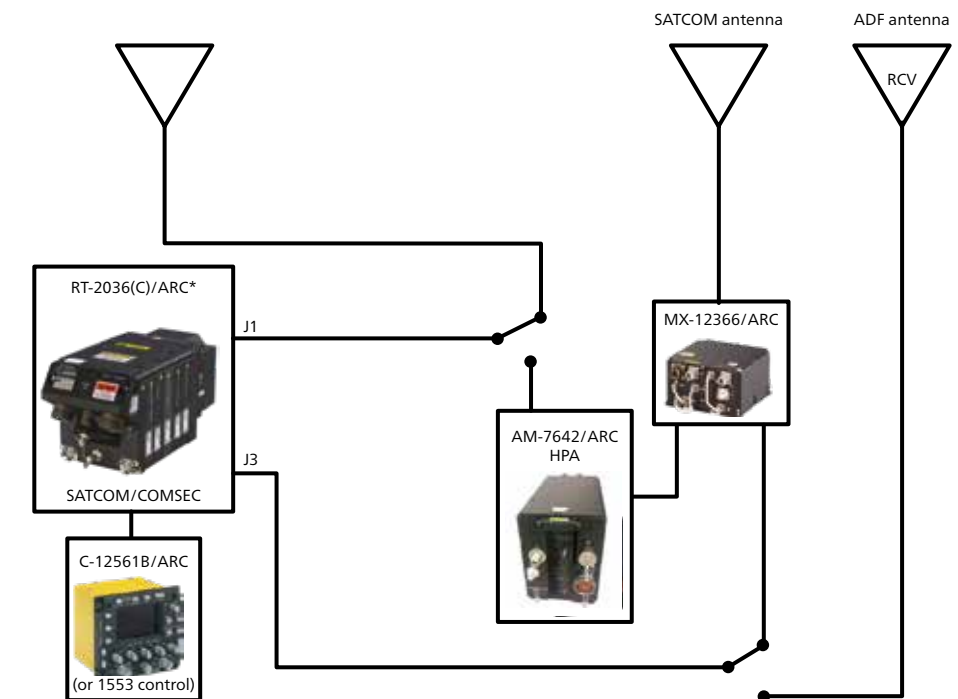 SATCOM antenna
ADF antenna
RCV
RT-2036(C)/ARC*
J1
MX-12366/ARC
AM-7642/ARC
HPA
J3
SATCOM/COMSEC
C-12561B/ARC
(or 1553 control)